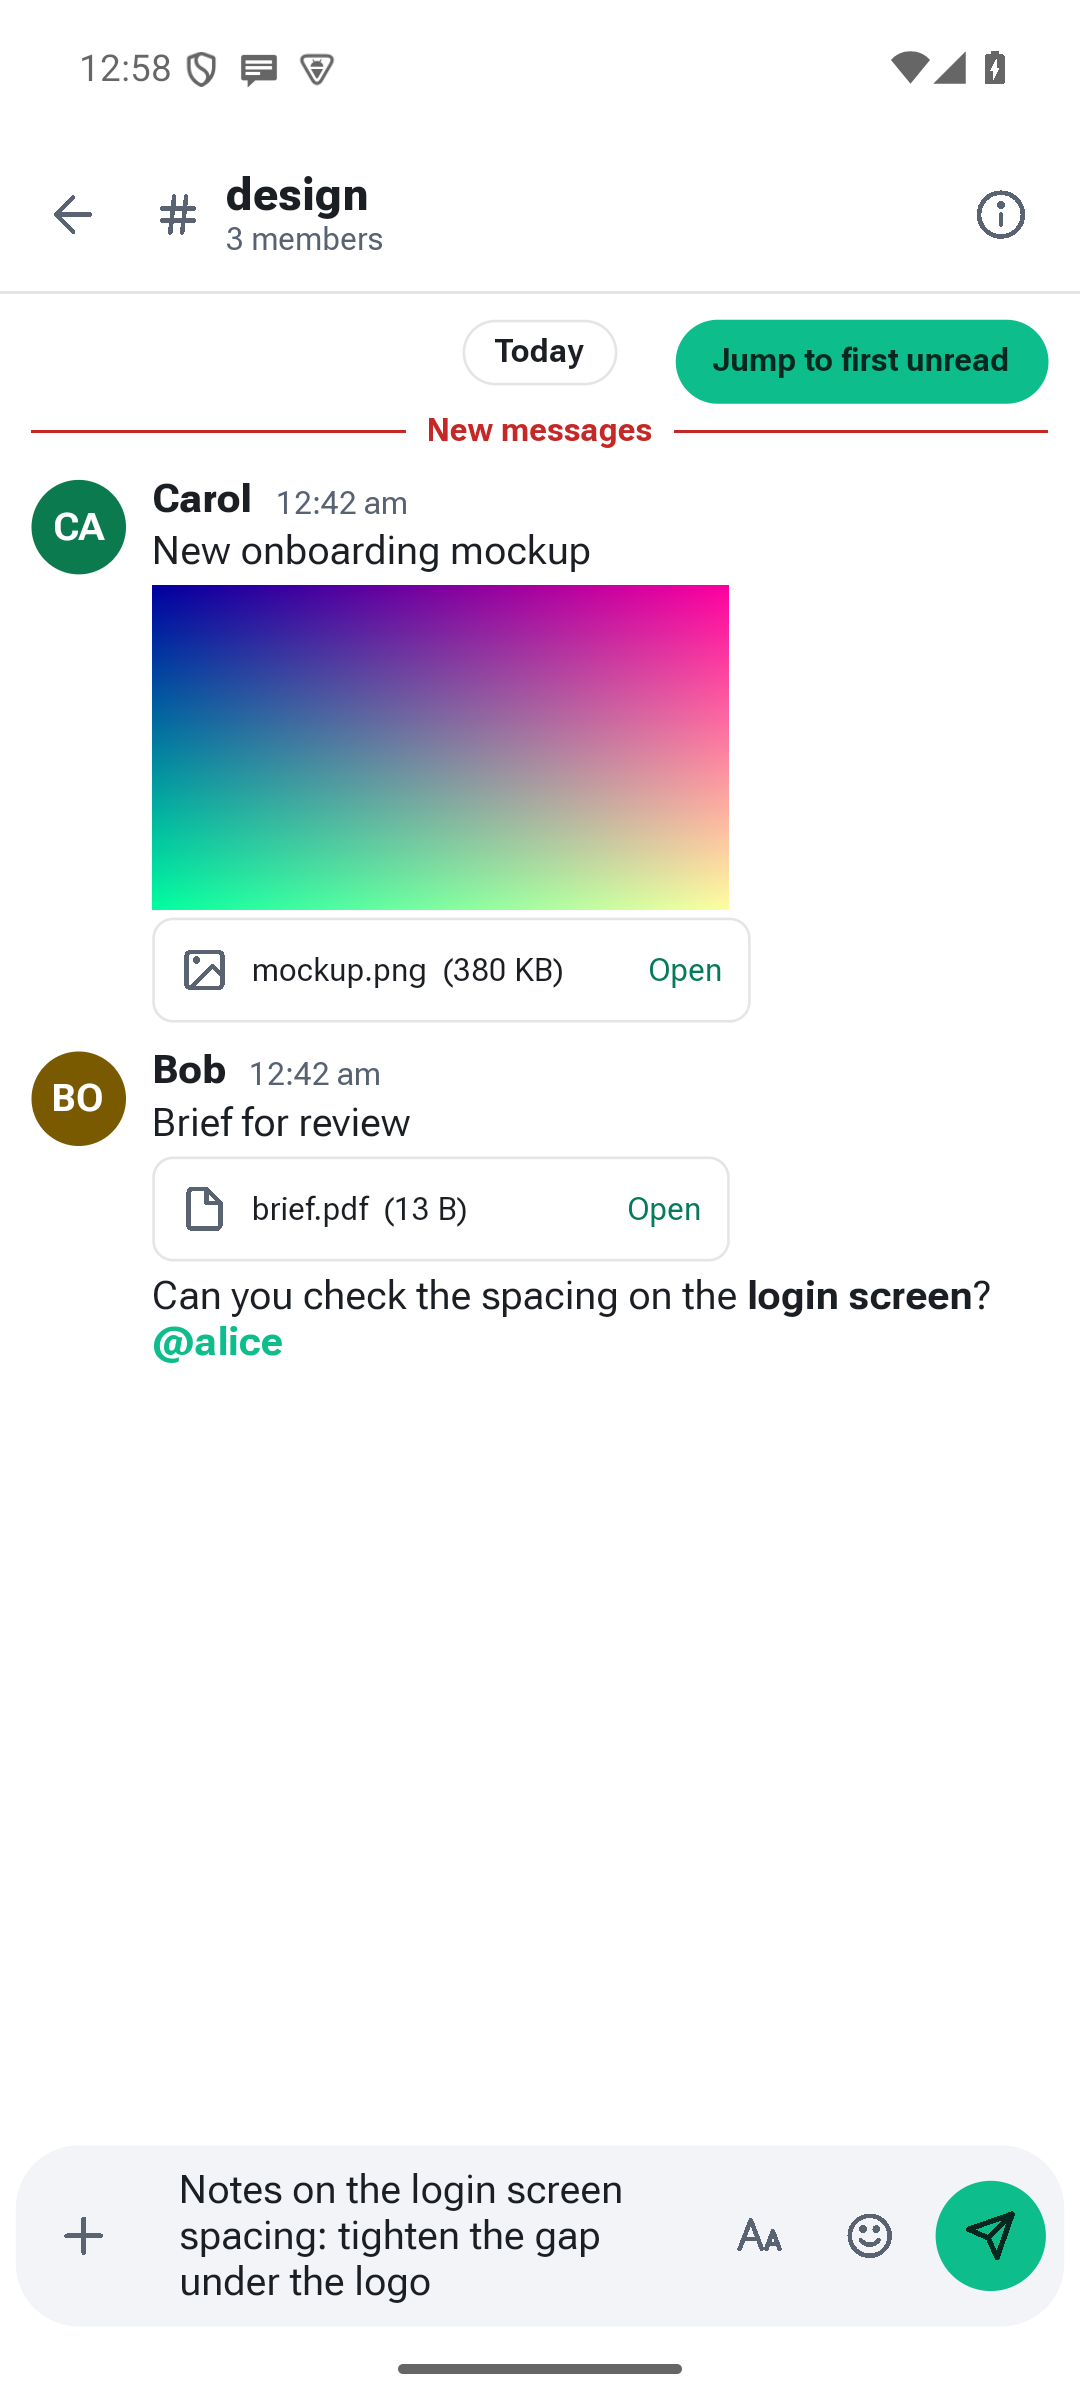 12:58
design
3 members
Today
Jump to first unread
New messages
CA
Carol 12:42 am
New onboarding mockup
mockup.png (380 KB) Open
BO
Bob 12:42 am
Brief for review
brief.pdf (13 B) Open
Can you check the spacing on the login screen?
@alice
Notes on the login screen
spacing: tighten the gap
under the logo